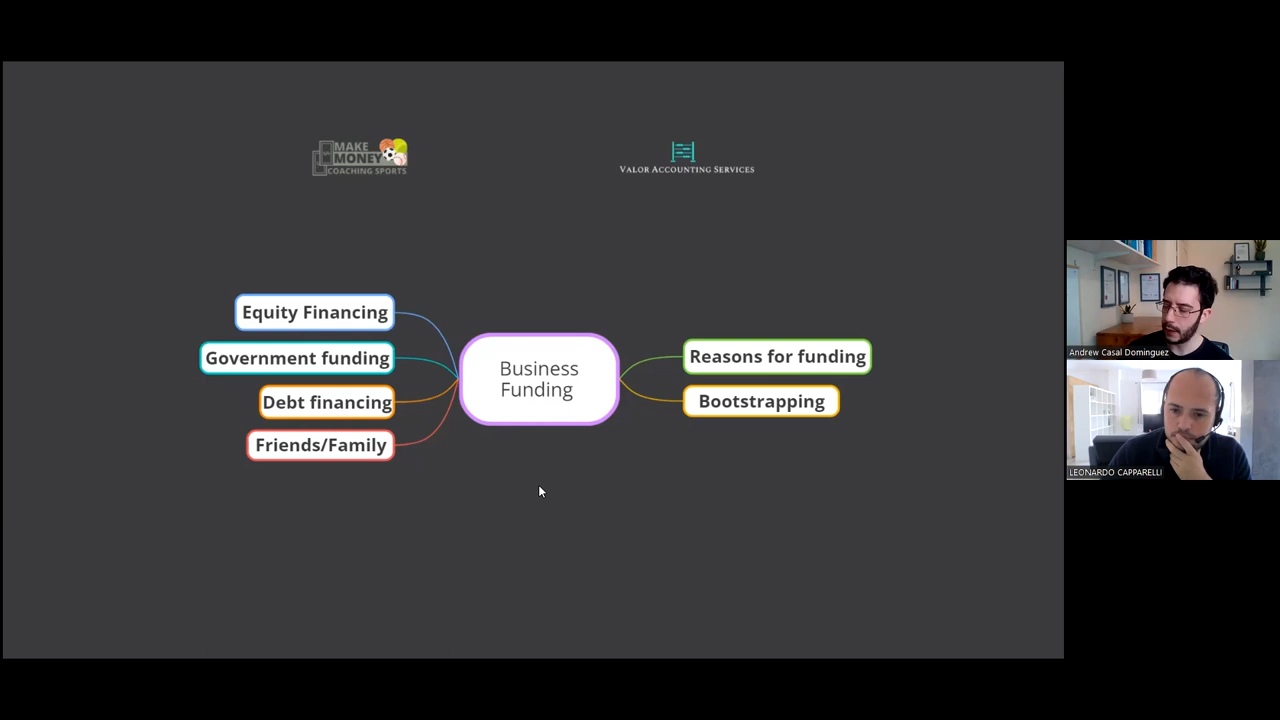 MAKE
MONEY
COACHING SPORTS
VALOR ACCOUNTING SERVICES
Equity Financing
Government funding
Debt financing
Friends/Family
Business
Funding
Reasons for funding
Bootstrapping
Andrew Casal Dominguez
LEONARDO CAPPARELLI